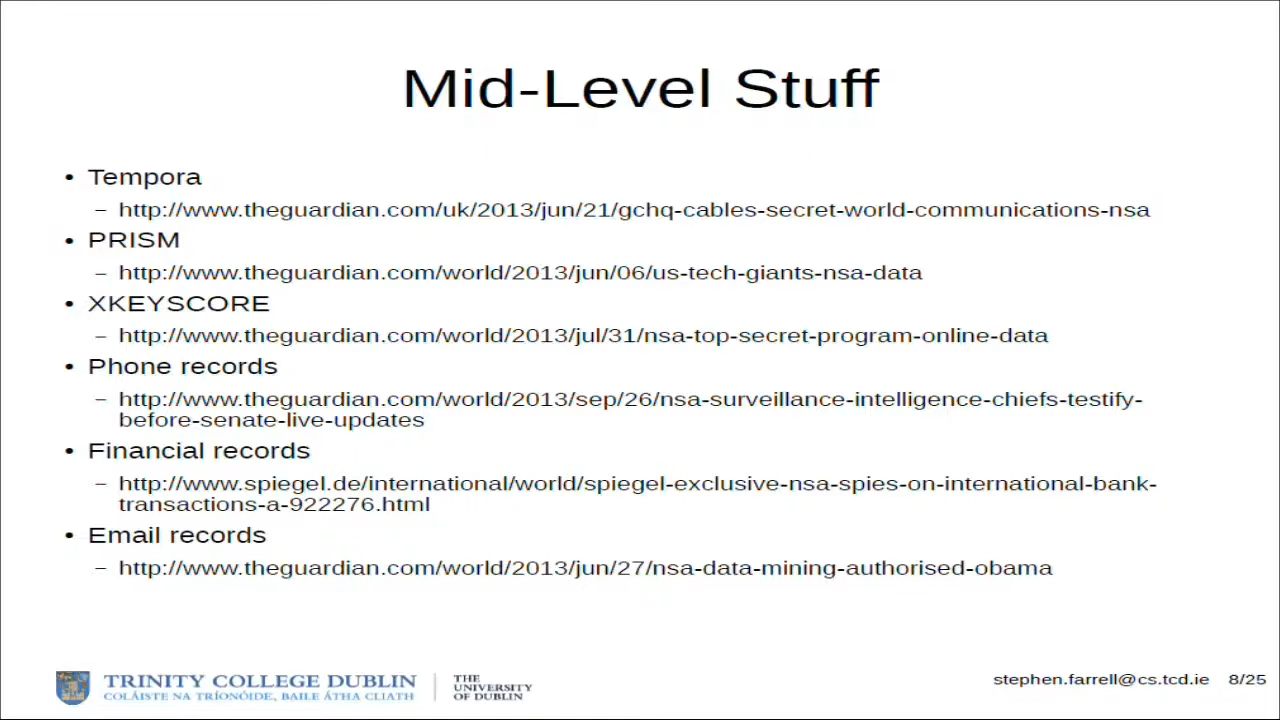 Mid-Level Stuff
• Tempora
– http://www.theguardian.com/uk/2013/jun/21/gchq-cables-secret-world-communications-nsa
• PRISM
– http://www.theguardian.com/world/2013/jun/06/us-tech-giants-nsa-data
• XKEYSCORE
– http://www.theguardian.com/world/2013/jul/31/nsa-top-secret-program-online-data
• Phone records
– http://www.theguardian.com/world/2013/sep/26/nsa-surveillance-intelligence-chiefs-testify-
before-senate-live-updates
• Financial records
– http://www.spiegel.de/international/world/spiegel-exclusive-nsa-spies-on-international-bank-
transactions-a-922276.html
• Email records
– http://www.theguardian.com/world/2013/jun/27/nsa-data-mining-authorised-obama
TRINITY COLLEGE DUBLIN
COLÁISTE NA TRÍONÓIDE, BAILE ÁTHA CLIATH
THE
UNIVERSITY
OF DUBLIN
stephen.farrell@cs.tcd.ie 8/25